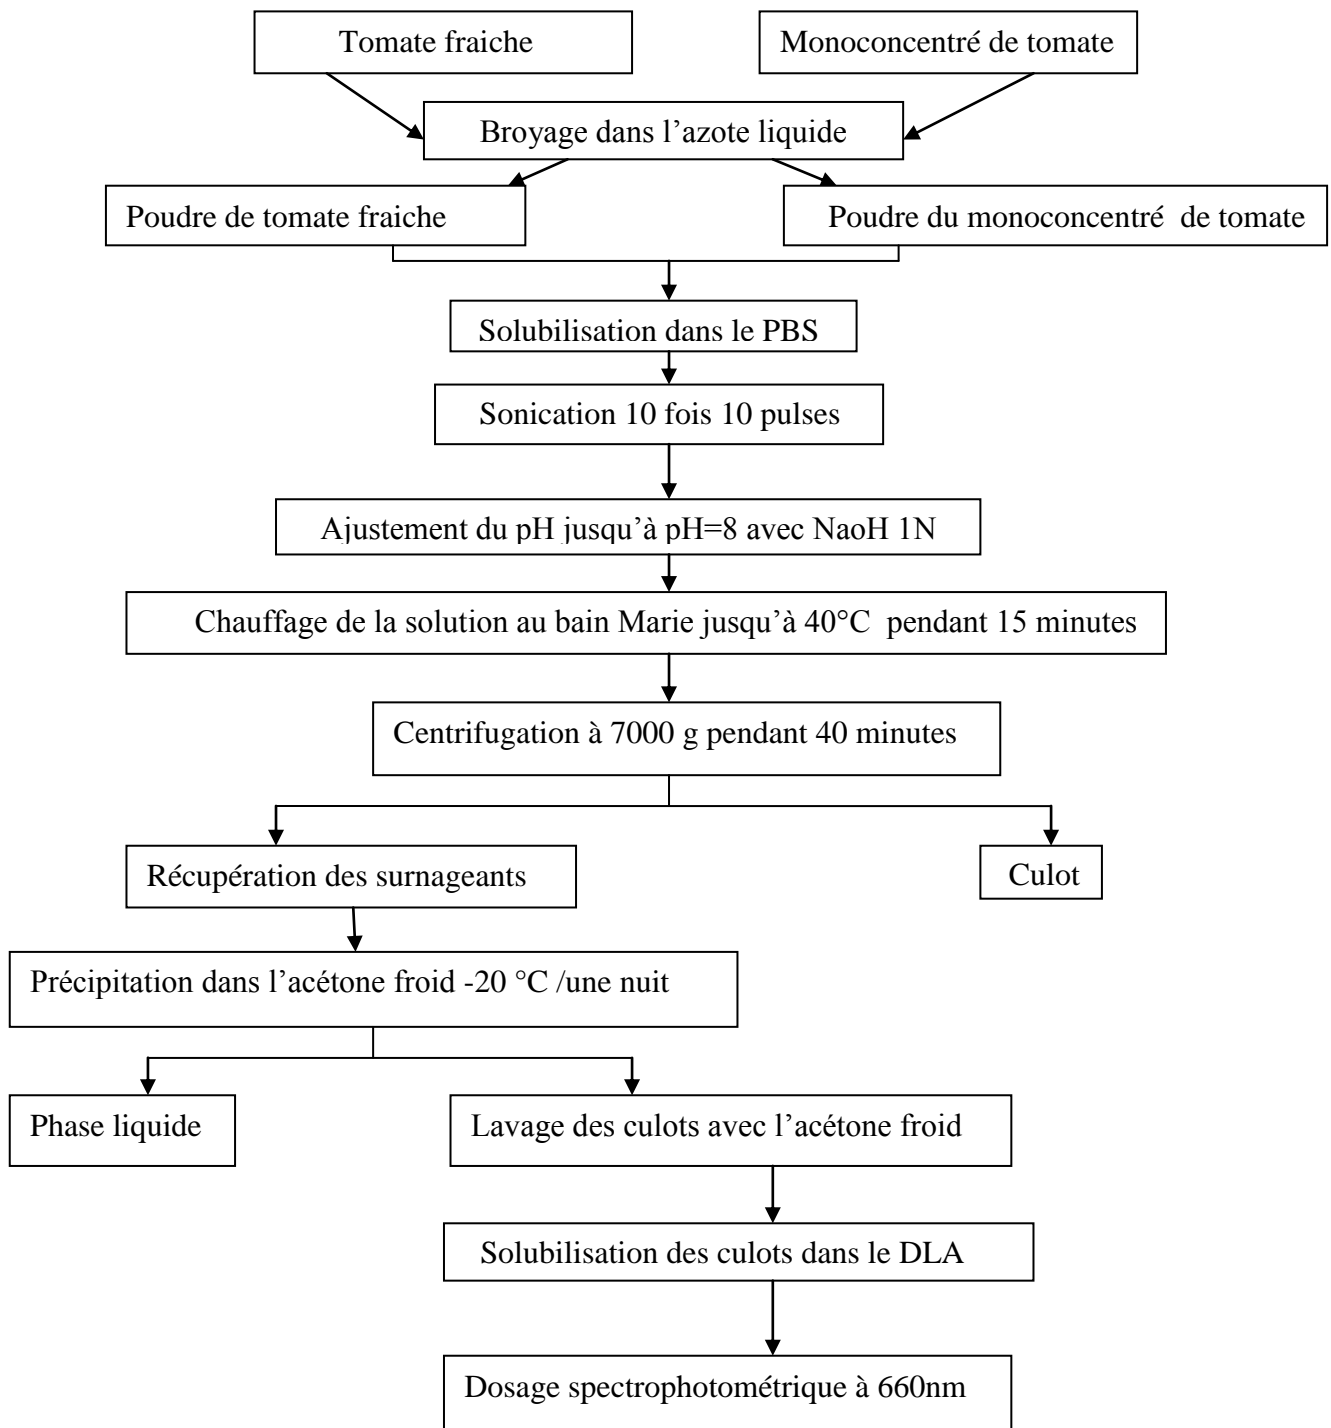 Tomate fraiche
Monoconcentré de tomate
Broyage dans l’azote liquide
Poudre de tomate fraiche
Poudre du monoconcentré de tomate
Solubilisation dans le PBS
Sonication 10 fois 10 pulses
Ajustement du pH jusqu’à pH=8 avec NaoH 1N
Chauffage de la solution au bain Marie jusqu’à 40°C pendant 15 minutes
Centrifugation à 7000 g pendant 40 minutes
Récupération des surnageants
Culot
Précipitation dans l’acétone froid -20 °C /une nuit
Phase liquide
Lavage des culots avec l’acétone froid
Solubilisation des culots dans le DLA
Dosage spectrophotométrique à 660nm